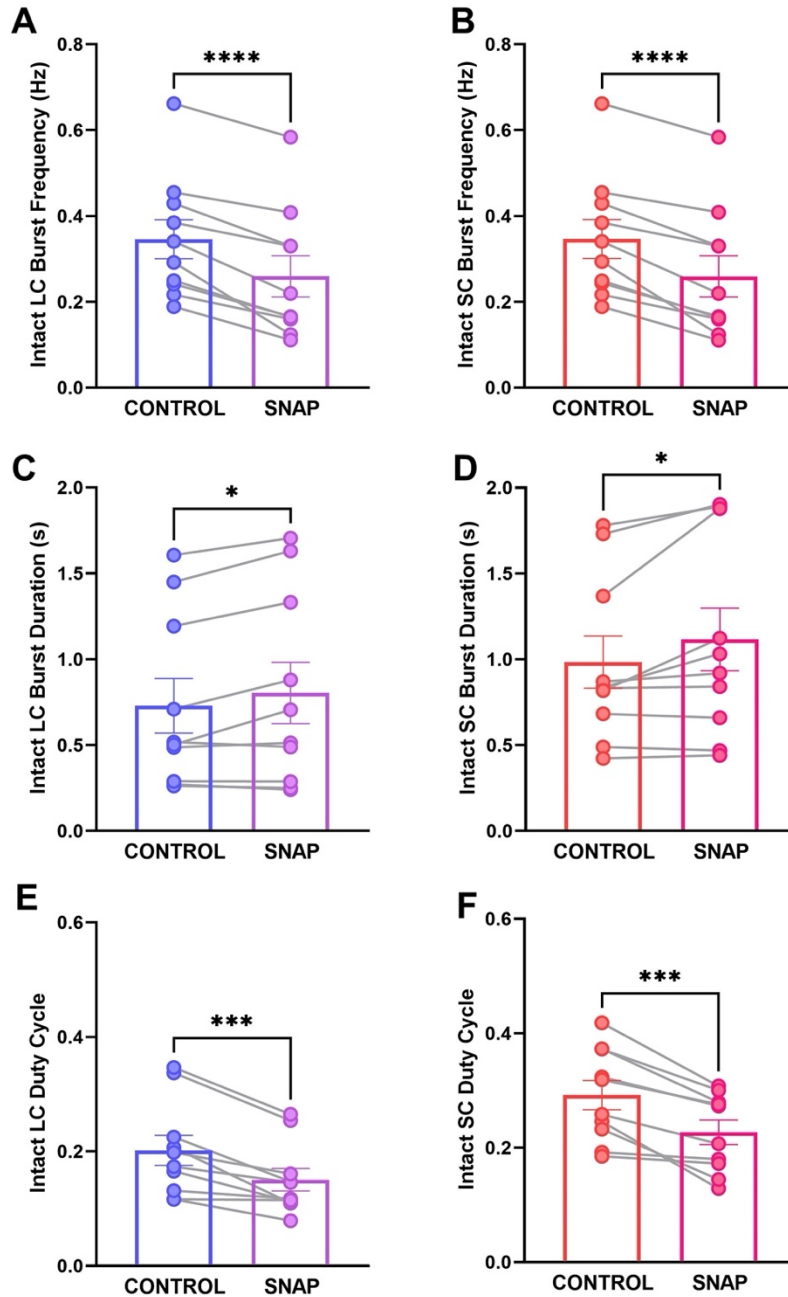 A
Intact LC Burst Frequency (Hz)
0.8
0.6
0.4
0.2
0.0
****
CONTROL SNAP
B
Intact SC Burst Frequency (Hz)
0.8
0.6
0.4
0.2
0.0
****
CONTROL SNAP
C
Intact LC Burst Duration (s)
2.0
1.5
1.0
0.5
0.0
*
CONTROL SNAP
D
Intact SC Burst Duration (s)
2.0
1.5
1.0
0.5
0.0
*
CONTROL SNAP
E
Intact LC Duty Cycle
0.6
0.4
0.2
0.0
***
CONTROL SNAP
F
Intact SC Duty Cycle
0.6
0.4
0.2
0.0
***
CONTROL SNAP